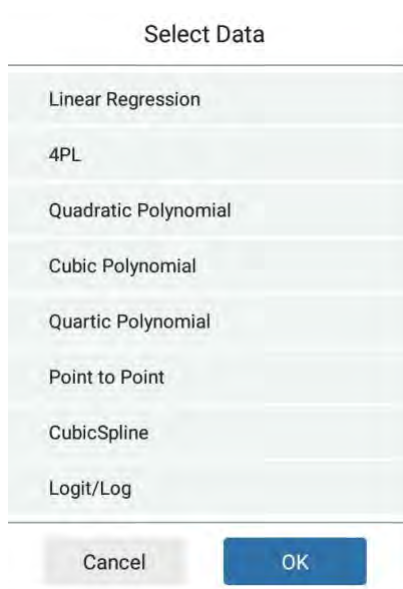 Select Data
Linear Regression
4PL
Quadratic Polynomial
Cubic Polynomial
Quartic Polynomial
Point to Point
CubicSpline
Logit/Log
Cancel OK